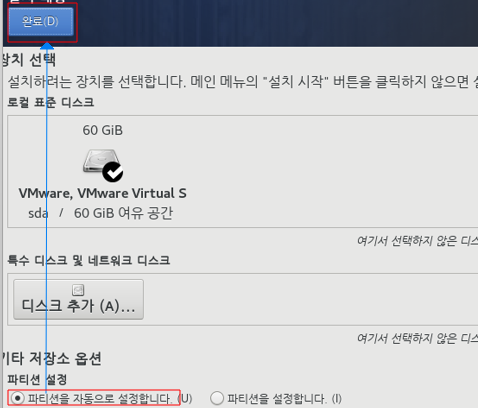 완료(D)
장치 선택
설치하려는 장치를 선택합니다. 메인 메뉴의 "설치 시작" 버튼을 클릭하지 않으면
로컬 표준 디스크
60 GiB
VMware, VMware Virtual S
sda / 60 GiB 여유 공간
여기서 선택하지 않은 디스
특수 디스크 및 네트워크 디스크
디스크 추가 (A)...
여기서 선택하지 않은 디스
기타 저장소 옵션
파티션 설정
파티션을 자동으로 설정합니다. (U) 파티션을 설정합니다. (I)